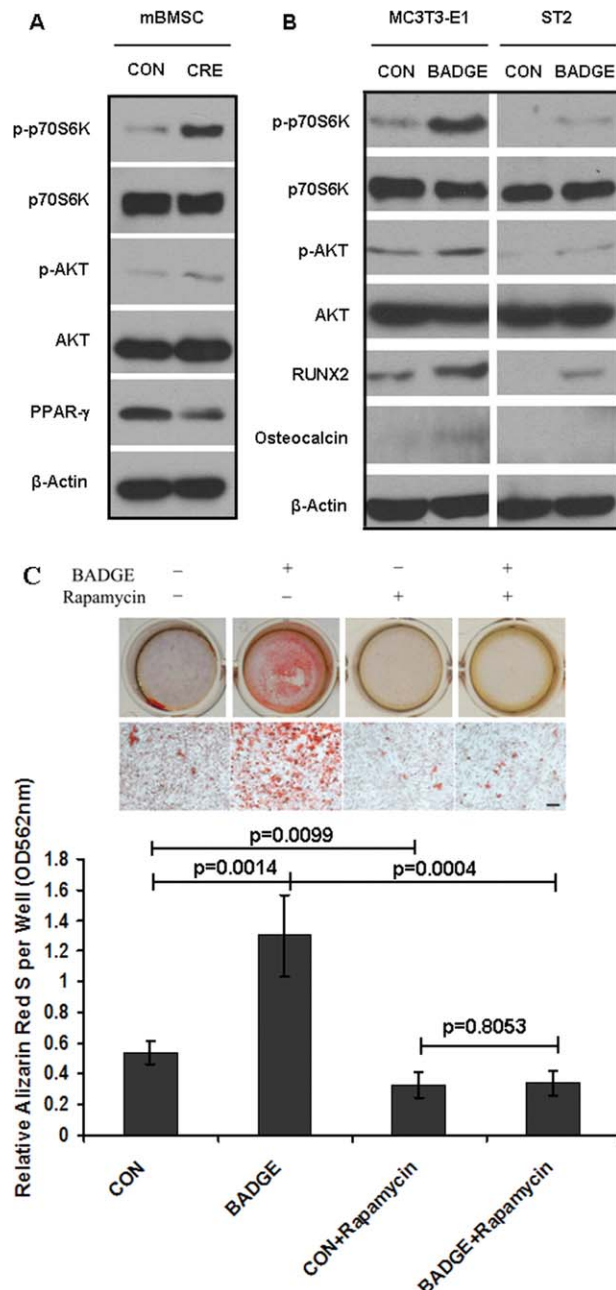 A
mBMSC
CON CRE
p-p70S6K
p70S6K
p-AKT
AKT
PPAR-γ
β-Actin
B
MC3T3-E1 ST2
CON BADGE CON BADGE
p-p70S6K
p70S6K
p-AKT
AKT
RUNX2
Osteocalcin
β-Actin
C
BADGE − + − +
Rapamycin − − + +
p=0.0099
p=0.0014 p=0.0004
p=0.8053
Relative Alizarin Red S per Well (OD562nm)
1.8
1.6
1.4
1.2
1
0.8
0.6
0.4
0.2
0
CON
BADGE
CON+Rapamycin
BADGE+Rapamycin